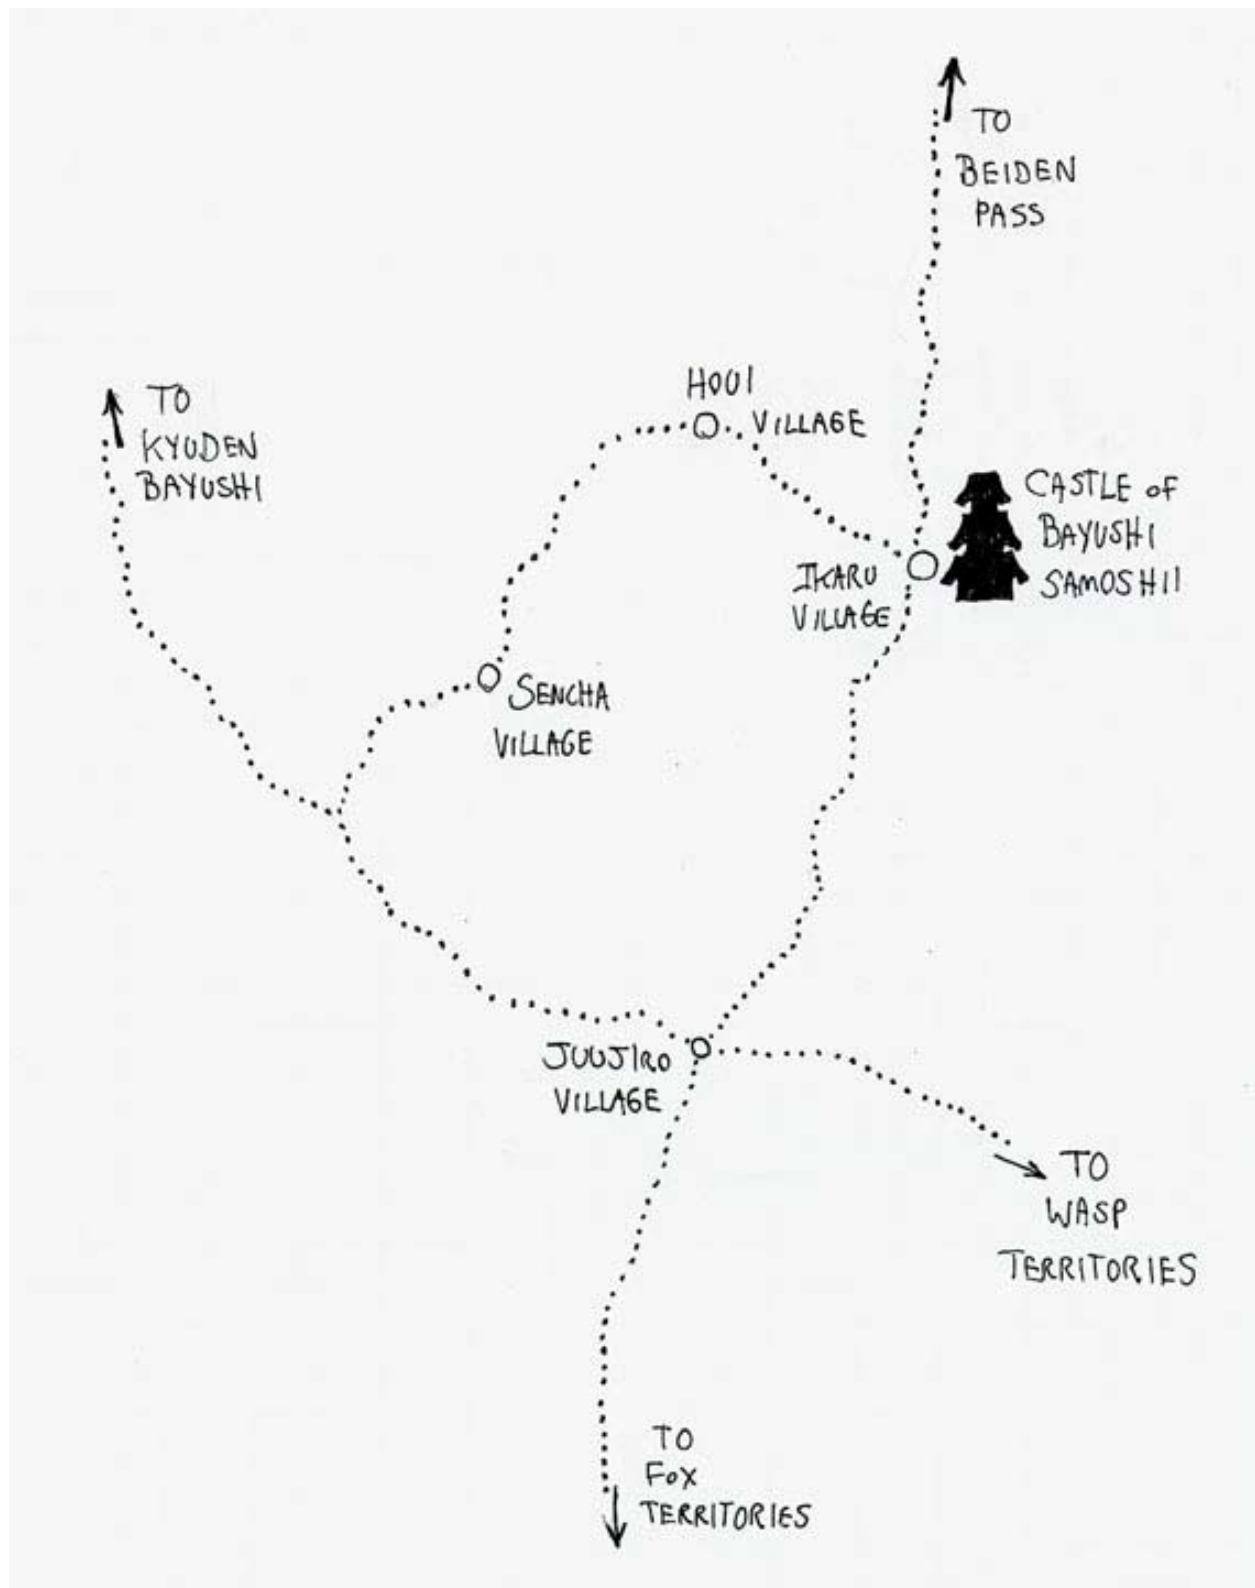 TO
BEIDEN
PASS
HOUI
VILLAGE
TO
KYUDEN
BAYUSHI
CASTLE of
BAYUSHI
SAMOSHII
IKARU
VILLAGE
SENCHA
VILLAGE
JUUJIRO
VILLAGE
TO
WASP
TERRITORIES
TO
FOX
TERRITORIES